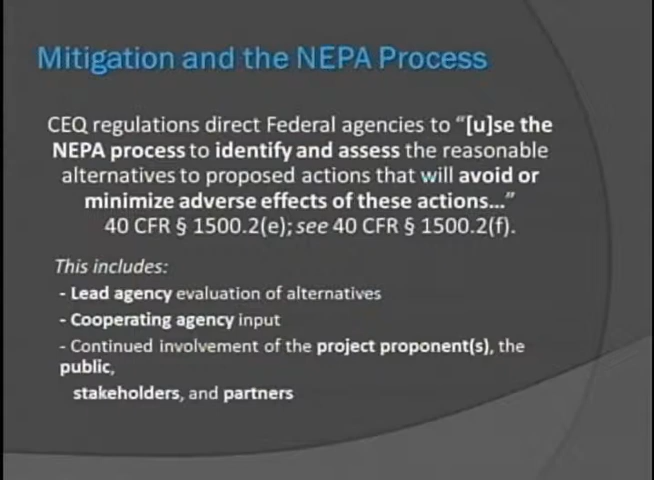 Mitigation and the NEPA Process
CEQ regulations direct Federal agencies to “[u]se the
NEPA process to identify and assess the reasonable
alternatives to proposed actions that will avoid or
minimize adverse effects of these actions...”
40 CFR § 1500.2(e); see 40 CFR § 1500.2(f).
This includes:
- Lead agency evaluation of alternatives
- Cooperating agency input
- Continued involvement of the project proponent(s), the
public,
stakeholders, and partners